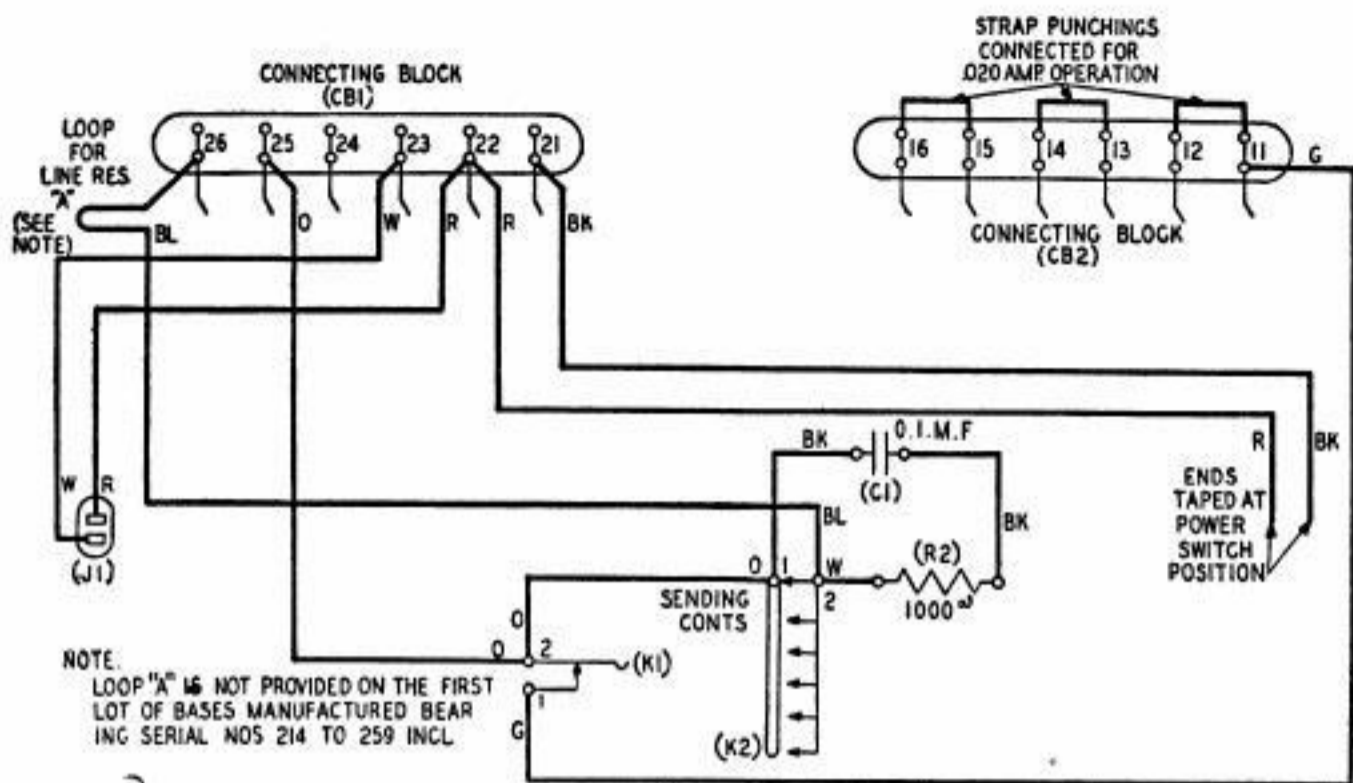 STRAP PUNCHINGS
CONNECTED FOR
.020 AMP. OPERATION
CONNECTING BLOCK
(CB1)
LOOP
FOR
LINE RES.
"A"
(SEE
NOTE)
26 25 24 23 22 21
BL O W R R BK
16 15 14 13 12 11 G
CONNECTING BLOCK
(CB2)
W R
(J1)
BK O.I.M.F
(C1)
BK
BL
R BK
ENDS
TAPED AT
POWER
SWITCH
POSITION
O 1 W (R2)
2 1000 ω
SENDING
CONTS
O
O 2 (K1)
1
G
(K2)
NOTE.
LOOP "A" IS NOT PROVIDED ON THE FIRST
LOT OF BASES MANUFACTURED BEAR
ING SERIAL NOS 214 TO 259 INCL